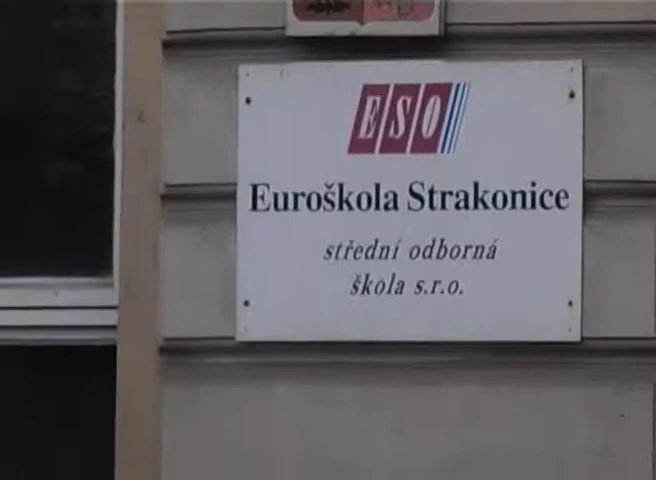 ESO
Euroškola Strakonice
střední odborná
škola s.r.o.